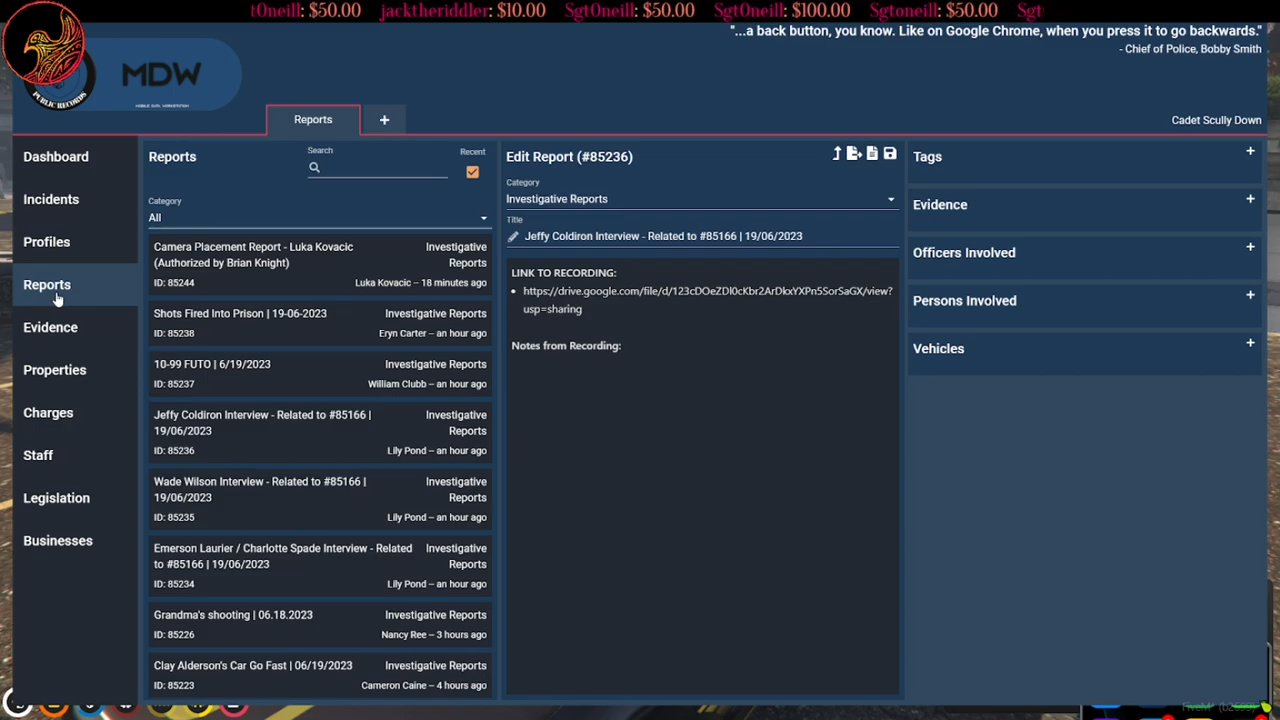 tOneill: $50.00 jacktheriddler: $10.00 SgtOneill: $50.00 SgtOneill: $100.00 Sgtoneill: $50.00 Sgt
"...a back button, you know. Like on Google Chrome, when you press it to go backwards."
- Chief of Police, Bobby Smith
MDW
MOBILE DATA WORKSTATION
PUBLIC RECORDS
Reports +
Cadet Scully Down
Dashboard
Incidents
Profiles
Reports
Evidence
Properties
Charges
Staff
Legislation
Businesses
Reports
Search
Recent
Category
All
Camera Placement Report - Luka Kovacic Investigative
(Authorized by Brian Knight) Reports
ID: 85244 Luka Kovacic – 18 minutes ago
Shots Fired Into Prison | 19-06-2023 Investigative Reports
ID: 85238 Eryn Carter – an hour ago
10-99 FUTO | 6/19/2023 Investigative Reports
ID: 85237 William Clubb – an hour ago
Jeffy Coldiron Interview - Related to #85166 | Investigative
19/06/2023 Reports
ID: 85236 Lily Pond – an hour ago
Wade Wilson Interview - Related to #85166 | Investigative
19/06/2023 Reports
ID: 85235 Lily Pond – an hour ago
Emerson Laurier / Charlotte Spade Interview - Related Investigative
to #85166 | 19/06/2023 Reports
ID: 85234 Lily Pond – an hour ago
Grandma's shooting | 06.18.2023 Investigative Reports
ID: 85226 Nancy Ree – 3 hours ago
Clay Alderson's Car Go Fast | 06/19/2023 Investigative Reports
ID: 85223 Cameron Caine – 4 hours ago
Edit Report (#85236)
Category
Investigative Reports
Title
Jeffy Coldiron Interview - Related to #85166 | 19/06/2023
LINK TO RECORDING:
• https://drive.google.com/file/d/123cDOeZDl0cKbr2ArDkxYXPn5SorSaGX/view?
usp=sharing
Notes from Recording:
Tags +
Evidence +
Officers Involved +
Persons Involved +
Vehicles +